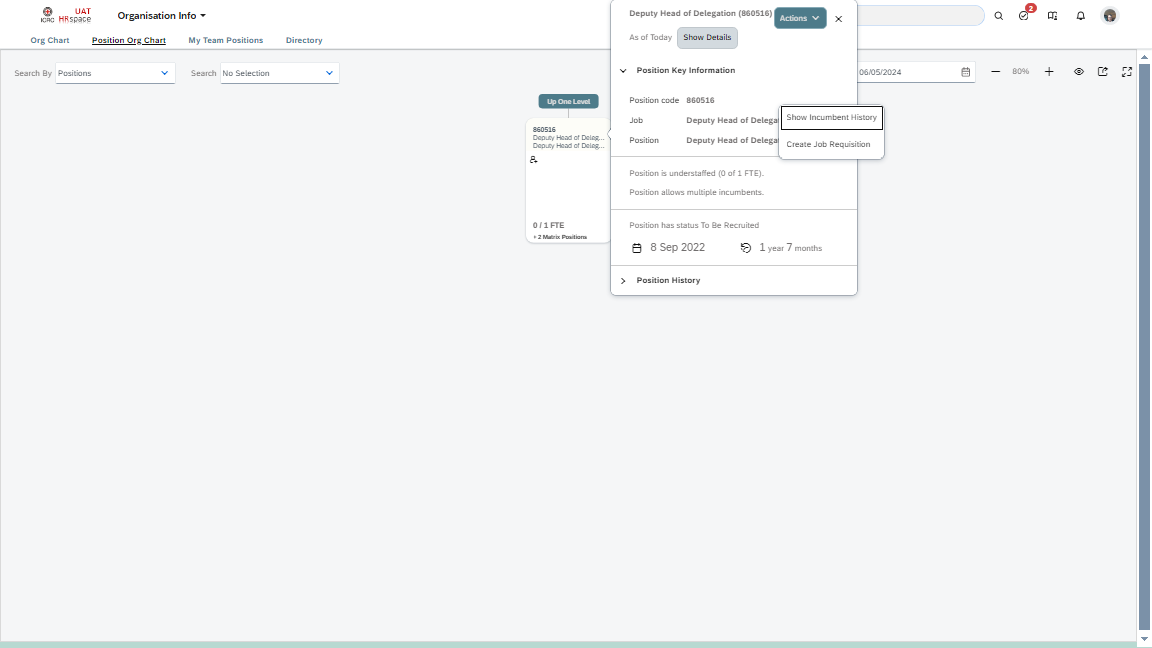 ICRC
UAT
HRspace
Organisation Info
2
Org Chart
Position Org Chart
My Team Positions
Directory
Search By
Positions
Search
No Selection
06/05/2024
80%
Up One Level
860516
Deputy Head of Deleg...
Deputy Head of Deleg...
0 / 1 FTE
2 Matrix Positions
Deputy Head of Delegation (860516)
Actions
As of Today
Show Details
Position Key Information
Position code 860516
Job Deputy Head of Delega
Position Deputy Head of Delega
Show Incumbent History
Create Job Requisition
Position is understaffed (0 of 1 FTE).
Position allows multiple incumbents.
Position has status To Be Recruited
8 Sep 2022
1 year 7 months
Position History